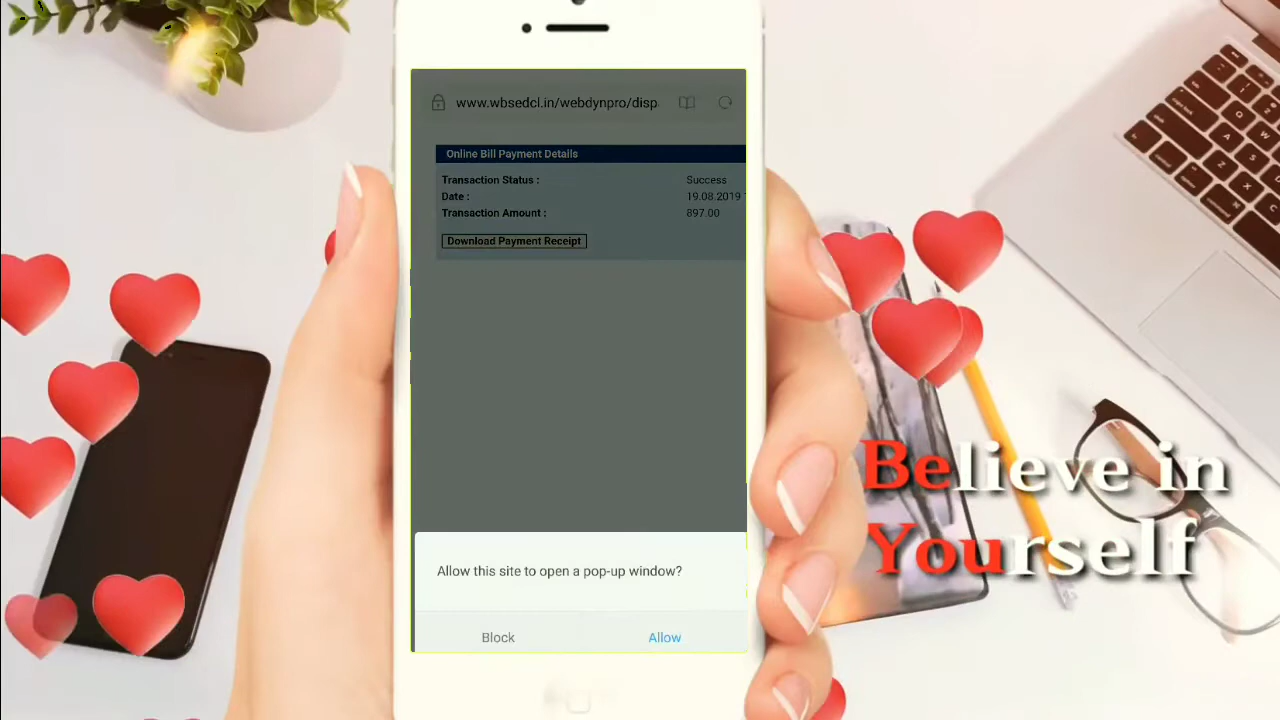 www.wbsedcl.in/webdynpro/disp
Online Bill Payment Details
Transaction Status : Success
Date : 19.08.2019
Transaction Amount : 897.00
Download Payment Receipt
Allow this site to open a pop-up window?
Block Allow
Believe in
Yourself